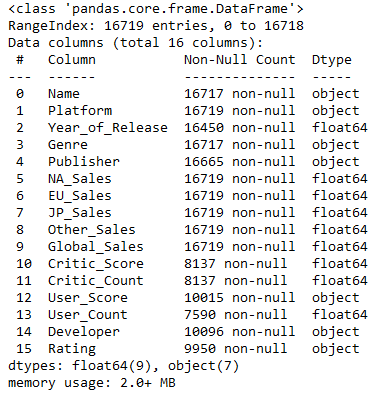 <class 'pandas.core.frame.DataFrame'>
RangeIndex: 16719 entries, 0 to 16718
Data columns (total 16 columns):
 #   Column           Non-Null Count  Dtype
---  ------           --------------  -----
 0   Name             16717 non-null  object
 1   Platform         16719 non-null  object
 2   Year_of_Release  16450 non-null  float64
 3   Genre            16717 non-null  object
 4   Publisher        16665 non-null  object
 5   NA_Sales         16719 non-null  float64
 6   EU_Sales         16719 non-null  float64
 7   JP_Sales         16719 non-null  float64
 8   Other_Sales      16719 non-null  float64
 9   Global_Sales     16719 non-null  float64
 10  Critic_Score     8137 non-null   float64
 11  Critic_Count     8137 non-null   float64
 12  User_Score       10015 non-null  object
 13  User_Count       7590 non-null   float64
 14  Developer        10096 non-null  object
 15  Rating           9950 non-null   object
dtypes: float64(9), object(7)
memory usage: 2.0+ MB